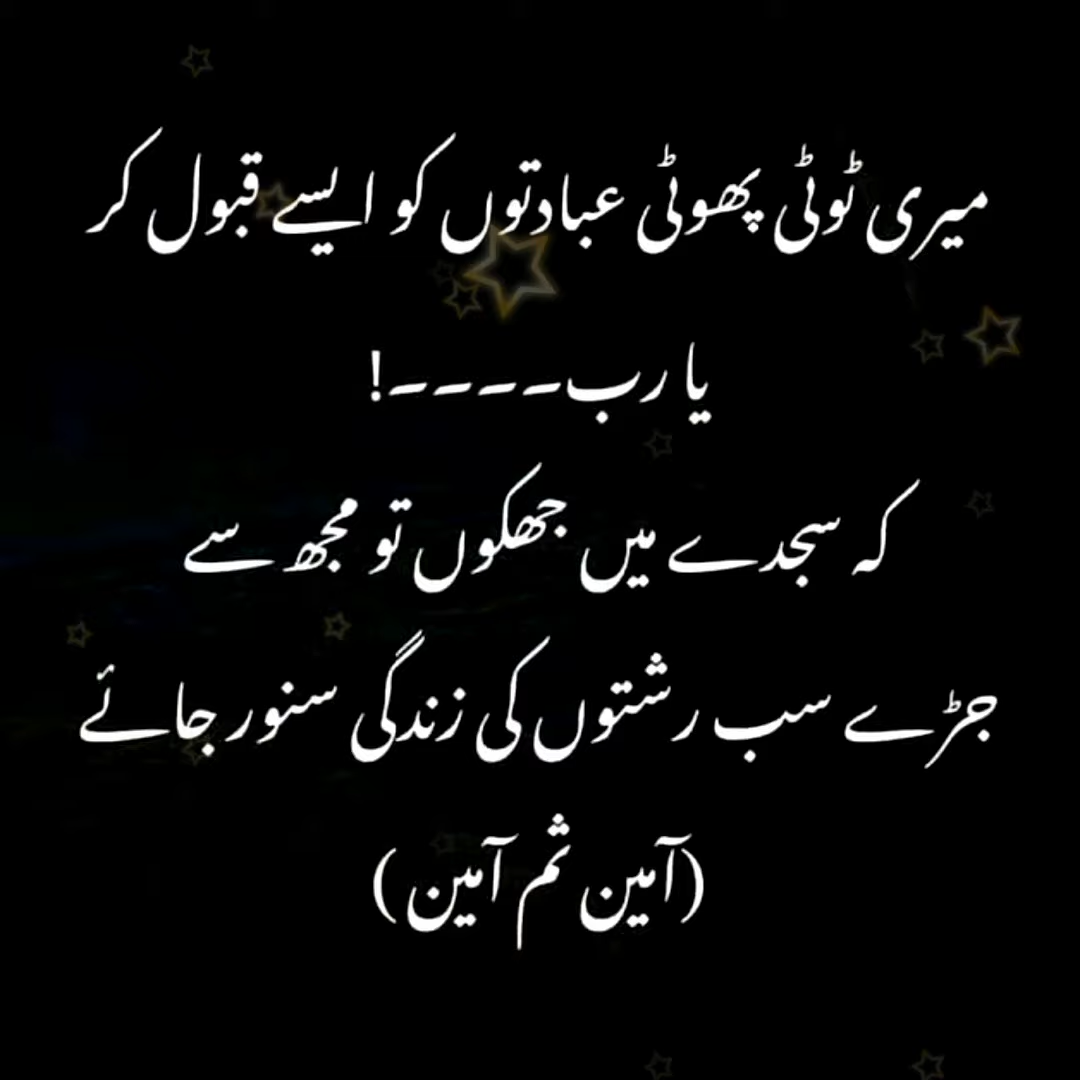 میری ٹوٹی پھوٹی عبادتوں کو ایسے قبول کر
یا رب۔۔۔۔!
کہ سجدے میں جھکوں تو مجھ سے
جڑے سب رشتوں کی زندگی سنور جائے
(آمین ثم آمین)